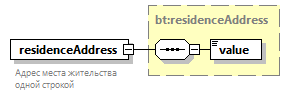 bt:residenceAddress
residenceAddress
value
Адрес места жительства
одной строкой